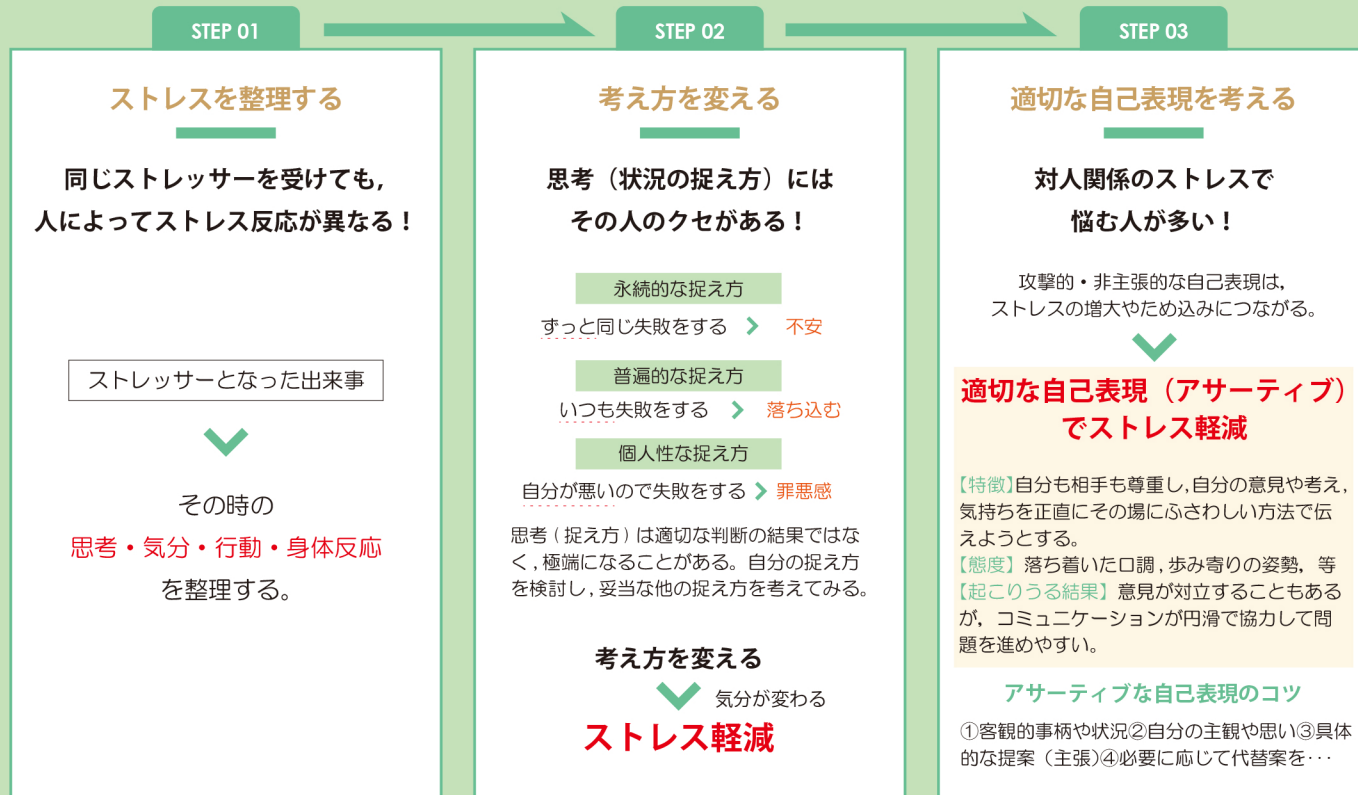 STEP 01
ストレスを整理する
同じストレッサーを受けても,
人によってストレス反応が異なる！
ストレッサーとなった出来事
その時の
思考・気分・行動・身体反応
を整理する。
STEP 02
考え方を変える
思考（状況の捉え方）には
その人のクセがある！
永続的な捉え方
ずっと同じ失敗をする > 不安
普遍的な捉え方
いつも失敗をする > 落ち込む
個人性な捉え方
自分が悪いので失敗をする > 罪悪感
思考 ( 捉え方 ) は適切な判断の結果ではな
く , 極端になることがある。自分の捉え方
を検討し , 妥当な他の捉え方を考えてみる。
考え方を変える
気分が変わる
ストレス軽減
STEP 03
適切な自己表現を考える
対人関係のストレスで
悩む人が多い！
攻撃的・非主張的な自己表現は,
ストレスの増大やため込みにつながる。
適切な自己表現（アサーティブ）
でストレス軽減
【特徴】自分も相手も尊重し,自分の意見や考え,
気持ちを正直にその場にふさわしい方法で伝
えようとする。
【態度】落ち着いた口調 , 歩み寄りの姿勢，等
【起こりうる結果】意見が対立することもある
が，コミュニケーションが円滑で協力して問
題を進めやすい。
アサーティブな自己表現のコツ
①客観的事柄や状況②自分の主観や思い③具体
的な提案（主張)④必要に応じて代替案を･･･